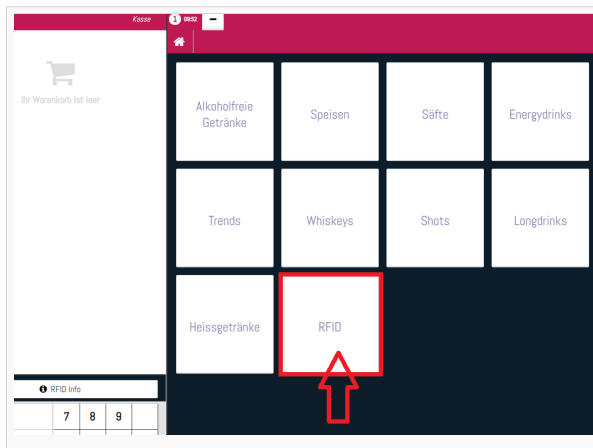 Kasse
1 09:52 –
Ihr Warenkorb ist leer
Alkoholfreie
Getränke
Speisen
Säfte
Energydrinks
Trends
Whiskeys
Shots
Longdrinks
Heissgetränke
RFID
RFID Info
7 8 9